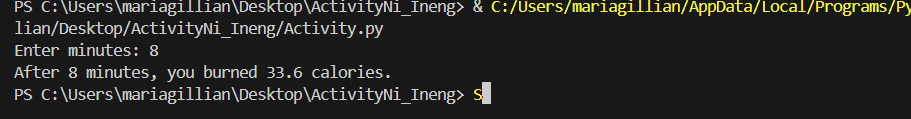 PS C:\Users\mariagillian\Desktop\ActivityNi_Ineng> & C:/Users/mariagillian/AppData/Local/Programs/Py
lian/Desktop/ActivityNi_Ineng/Activity.py
Enter minutes: 8
After 8 minutes, you burned 33.6 calories.
PS C:\Users\mariagillian\Desktop\ActivityNi_Ineng> S